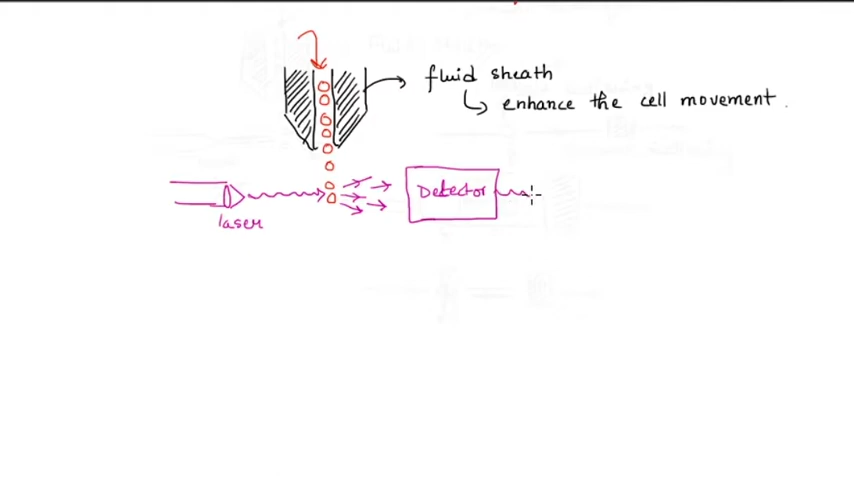 fluid sheath
enhance the cell movement.
Detector
laser